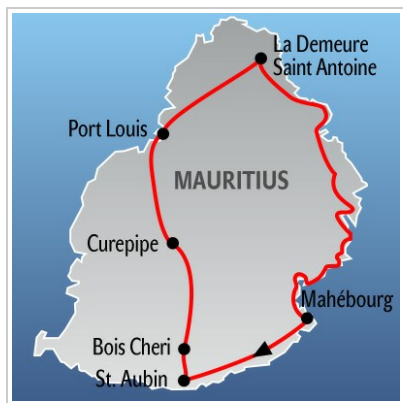 La Demeure
Saint Antoine
Port Louis
MAURITIUS
Curepipe
Mahébourg
Bois Cheri
St. Aubin